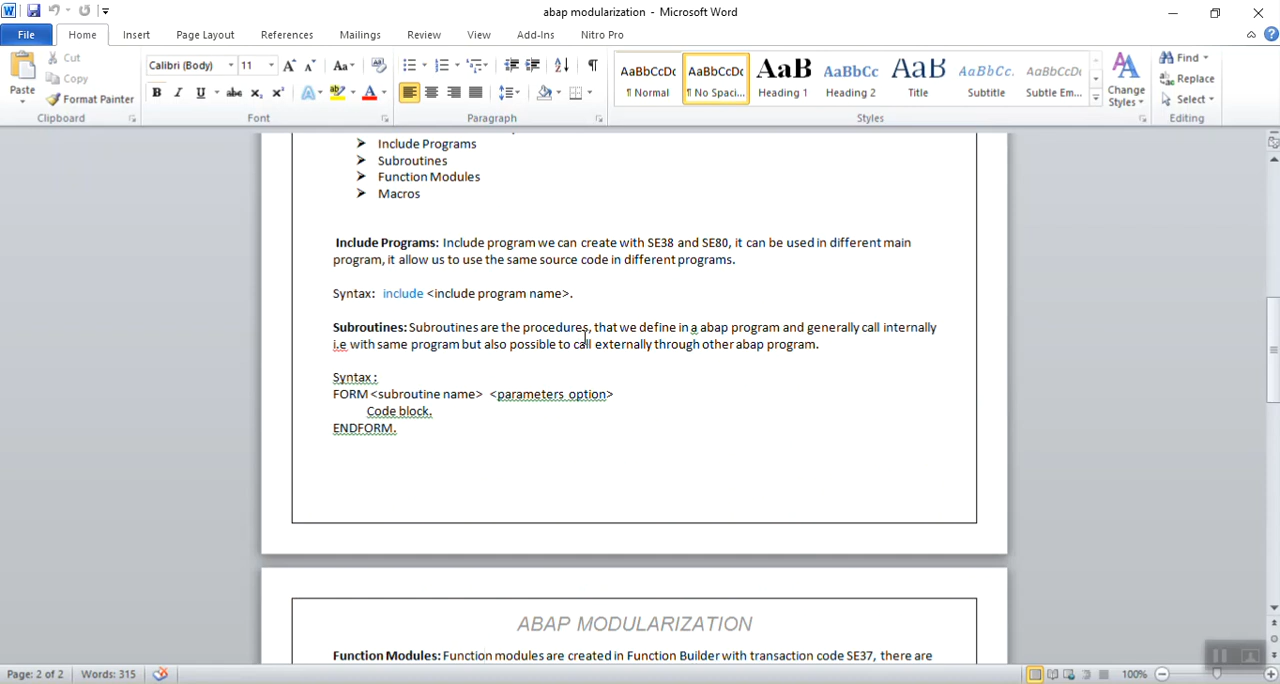 abap modularization - Microsoft Word
File Home Insert Page Layout References Mailings Review View Add-Ins Nitro Pro
Paste
Cut
Copy
Format Painter
Clipboard
Calibri (Body) 11
Font
Paragraph
AaBbCcDc AaBbCcDc AaB AaBbCc AaB AaBbCc. AaBbCcDc
¶ Normal ¶ No Spaci... Heading 1 Heading 2 Title Subtitle Subtle Em...
Change Styles
Styles
Find
Replace
Select
Editing
Include Programs
Subroutines
Function Modules
Macros
Include Programs: Include program we can create with SE38 and SE80, it can be used in different main
program, it allow us to use the same source code in different programs.
Syntax: include <include program name>.
Subroutines: Subroutines are the procedures, that we define in a abap program and generally call internally
i.e with same program but also possible to call externally through other abap program.
Syntax :
FORM <subroutine name> <parameters option>
Code block.
ENDFORM.
ABAP MODULARIZATION
Function Modules: Function modules are created in Function Builder with transaction code SE37, there are
Page: 2 of 2 Words: 315 100%